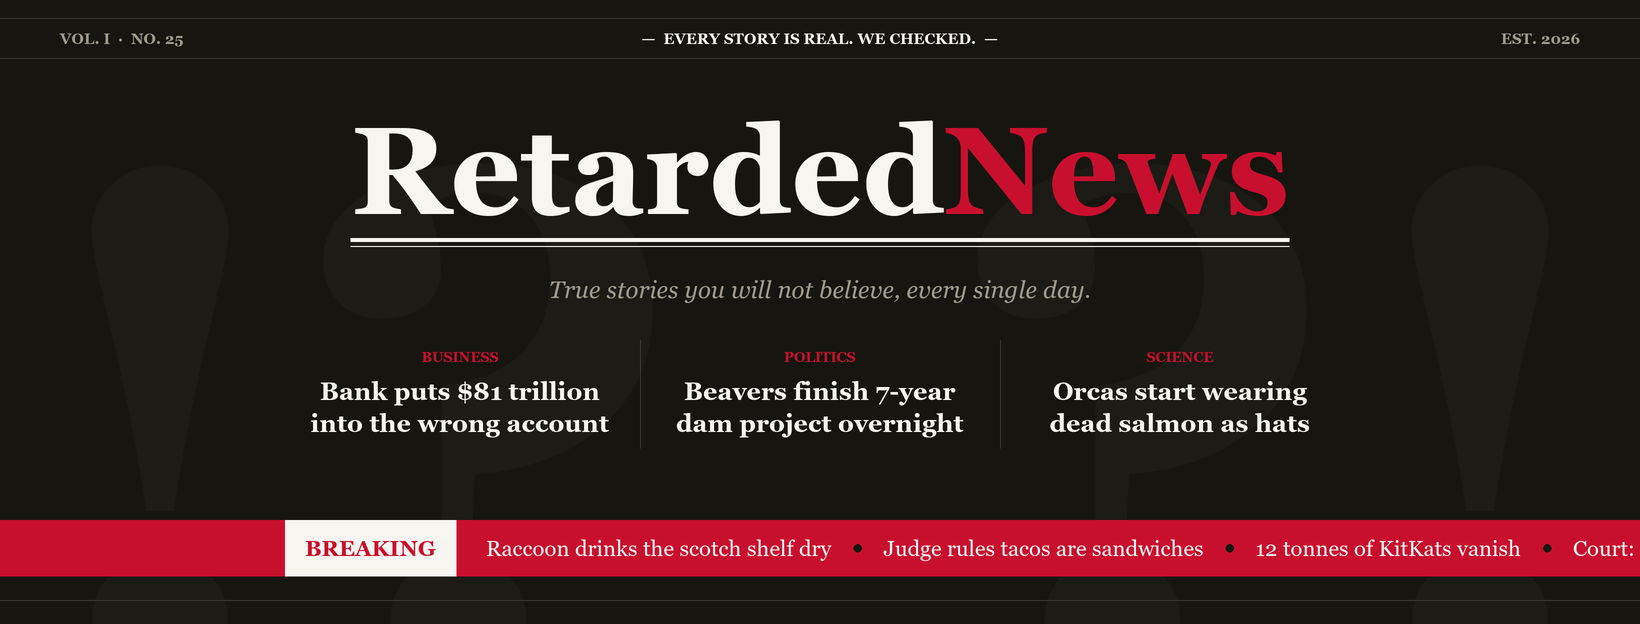 VOL. I · NO. 25
— EVERY STORY IS REAL. WE CHECKED. —
EST. 2026
RetardedNews
True stories you will not believe, every single day.
BUSINESS
Bank puts $81 trillion
into the wrong account
POLITICS
Beavers finish 7-year
dam project overnight
SCIENCE
Orcas start wearing
dead salmon as hats
BREAKING
Raccoon drinks the scotch shelf dry • Judge rules tacos are sandwiches • 12 tonnes of KitKats vanish • Court: